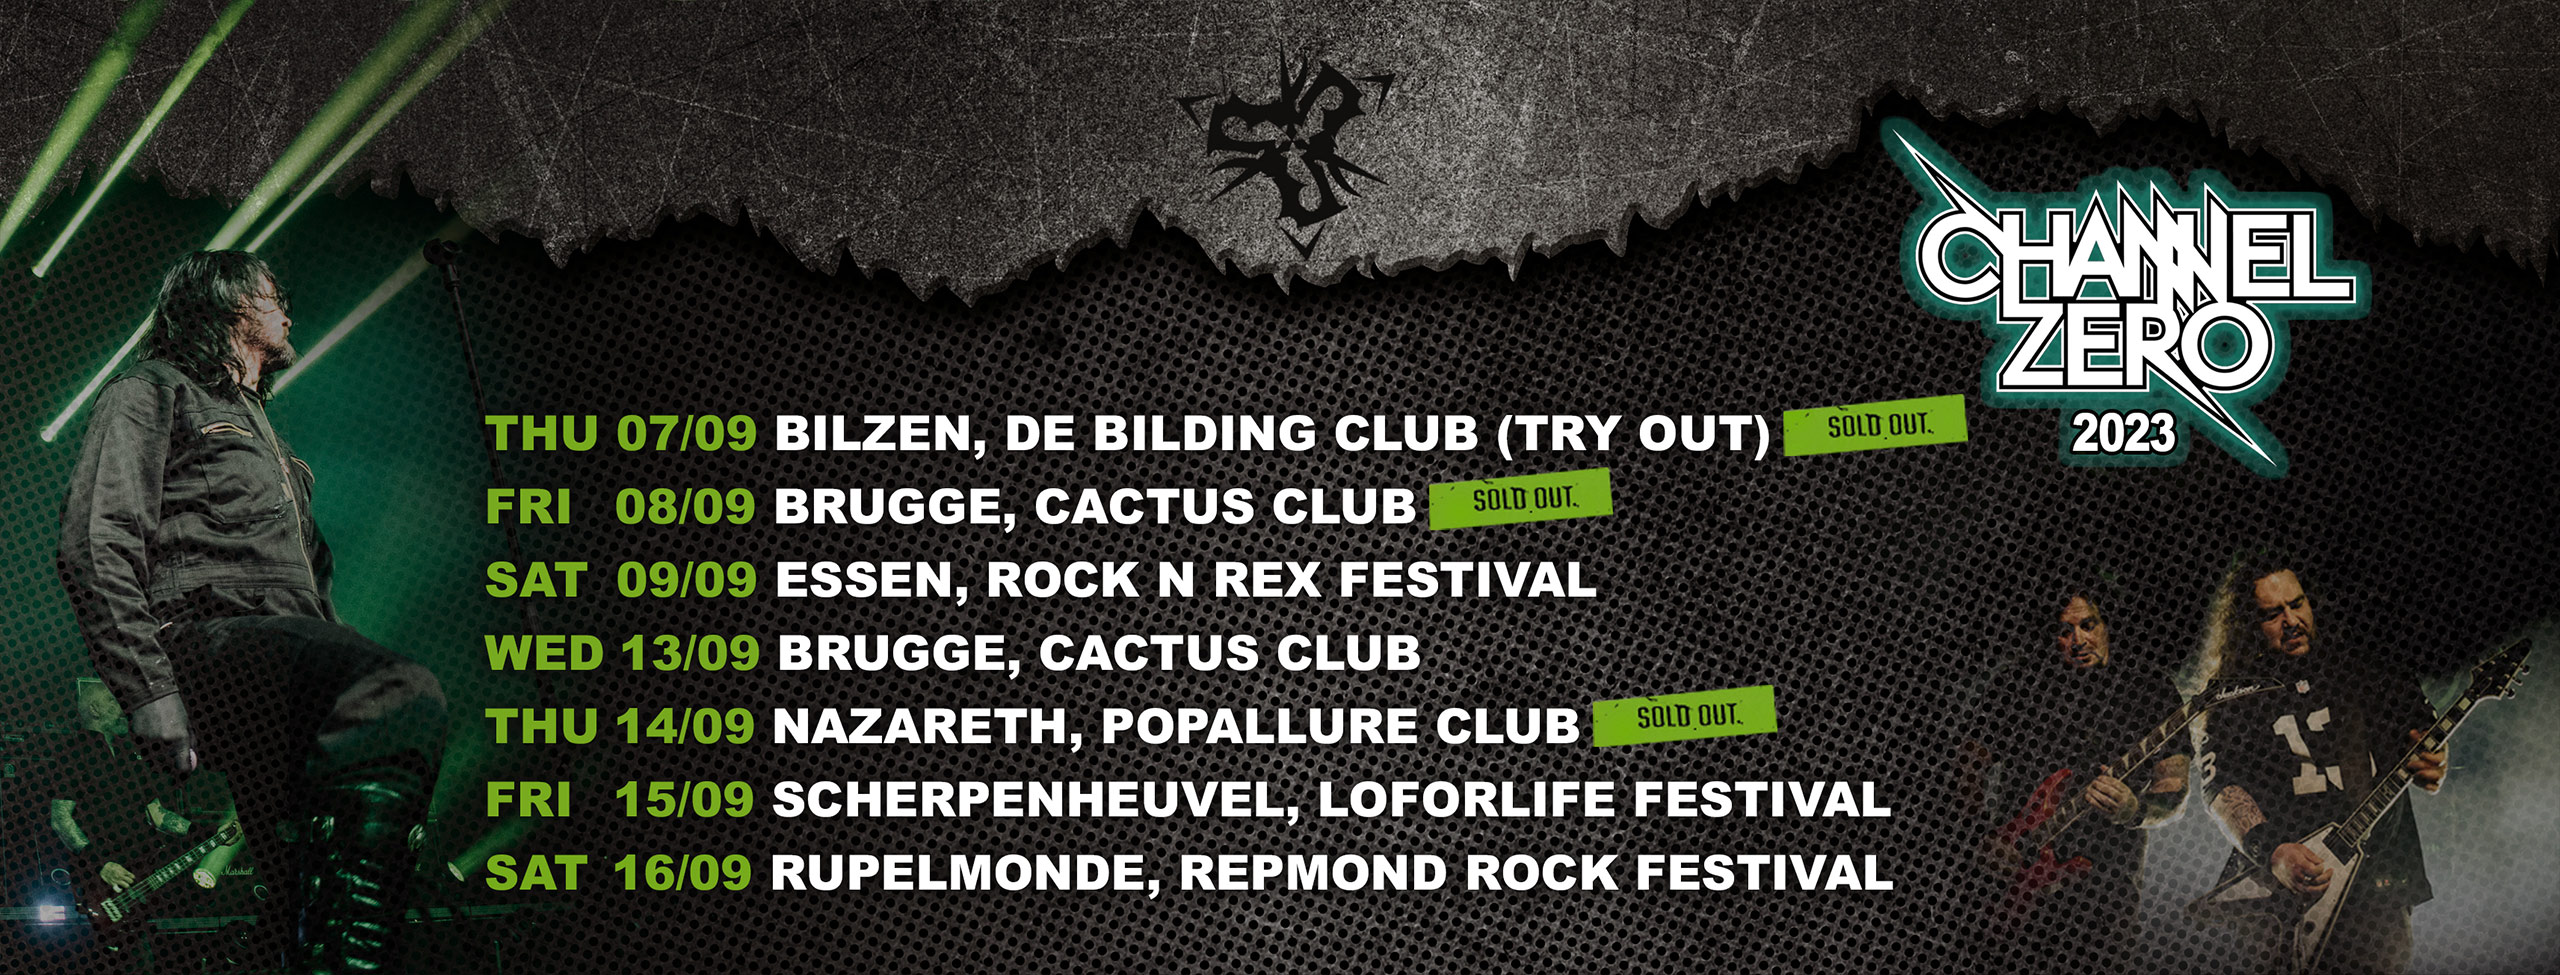 CHANNEL
ZERO
2023
THU 07/09 BILZEN, DE BILDING CLUB (TRY OUT) SOLD OUT.
FRI 08/09 BRUGGE, CACTUS CLUB SOLD OUT.
SAT 09/09 ESSEN, ROCK N REX FESTIVAL
WED 13/09 BRUGGE, CACTUS CLUB
THU 14/09 NAZARETH, POPALLURE CLUB SOLD OUT.
FRI 15/09 SCHERPENHEUVEL, LOFORLIFE FESTIVAL
SAT 16/09 RUPELMONDE, REPMOND ROCK FESTIVAL
Marshall
Jackson